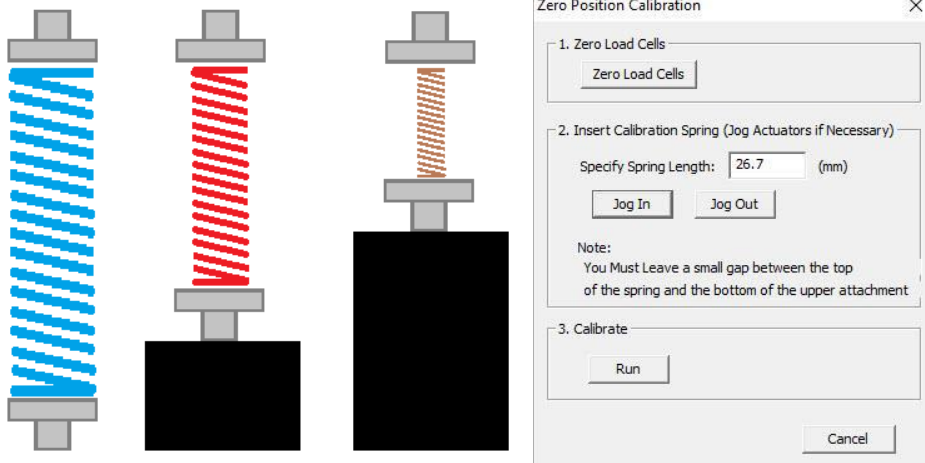 Zero Position Calibration
1. Zero Load Cells
Zero Load Cells
2. Insert Calibration Spring (Jog Actuators if Necessary)
Specify Spring Length: 26.7 (mm)
Jog In Jog Out
Note:
You Must Leave a small gap between the top
of the spring and the bottom of the upper attachment
3. Calibrate
Run
Cancel